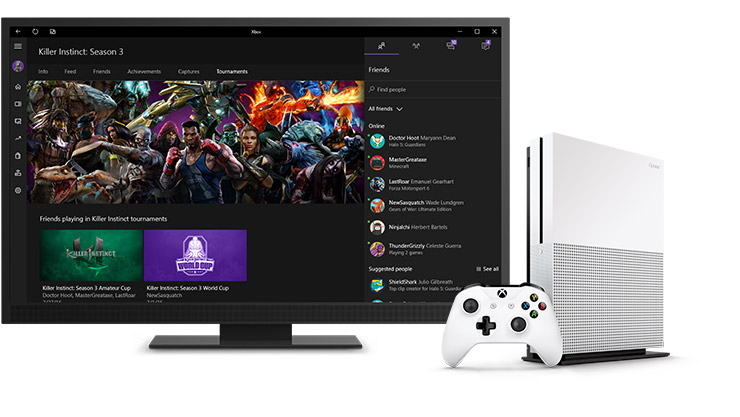 Xbox
Killer Instinct: Season 3
Info Feed Friends Achievements Captures Tournaments
Friends playing in Killer Instinct tournaments
KILLER INSTINCT
WORLD CUP
Killer Instinct: Season 3 Amateur Cup
Doctor Hoot, MasterGreataxe, LastRoar
Killer Instinct: Season 3 World Cup
NewSasquatch
10
4
Friends
Find people
All friends
Online
Doctor Hoot Maryann Dean
Halo 5: Guardians
MasterGreataxe
Minecraft
LastRoar Emanuel Gearhart
Forza Motorsport 6
NewSasquatch Wade Lundgren
Gears of War: Ultimate Edition
Ninjalchi Herbert Bartels
ThunderGrizzly Celeste Guerra
Playing 2 games
Suggested people See all
ShieldShark Julio Gilbreath
Top clip creator for Halo 5: Guardians